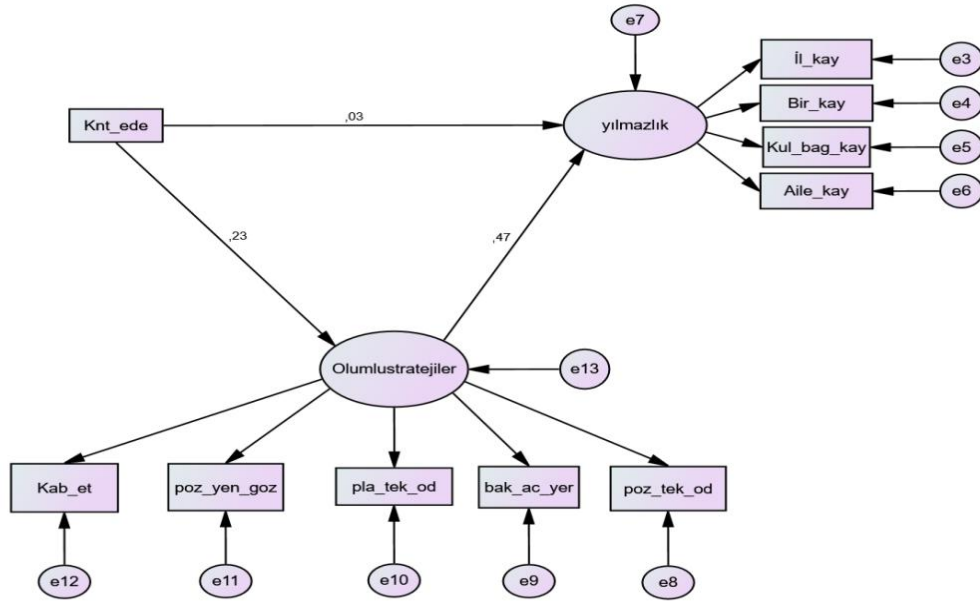 e7
İl_kay
e3
Knt_ede
,03
yılmazlık
Bir_kay
e4
Kul_bag_kay
e5
Aile_kay
e6
,23
,47
Olumlustratejiler
e13
Kab_et
poz_yen_goz
pla_tek_od
bak_ac_yer
poz_tek_od
e12
e11
e10
e9
e8